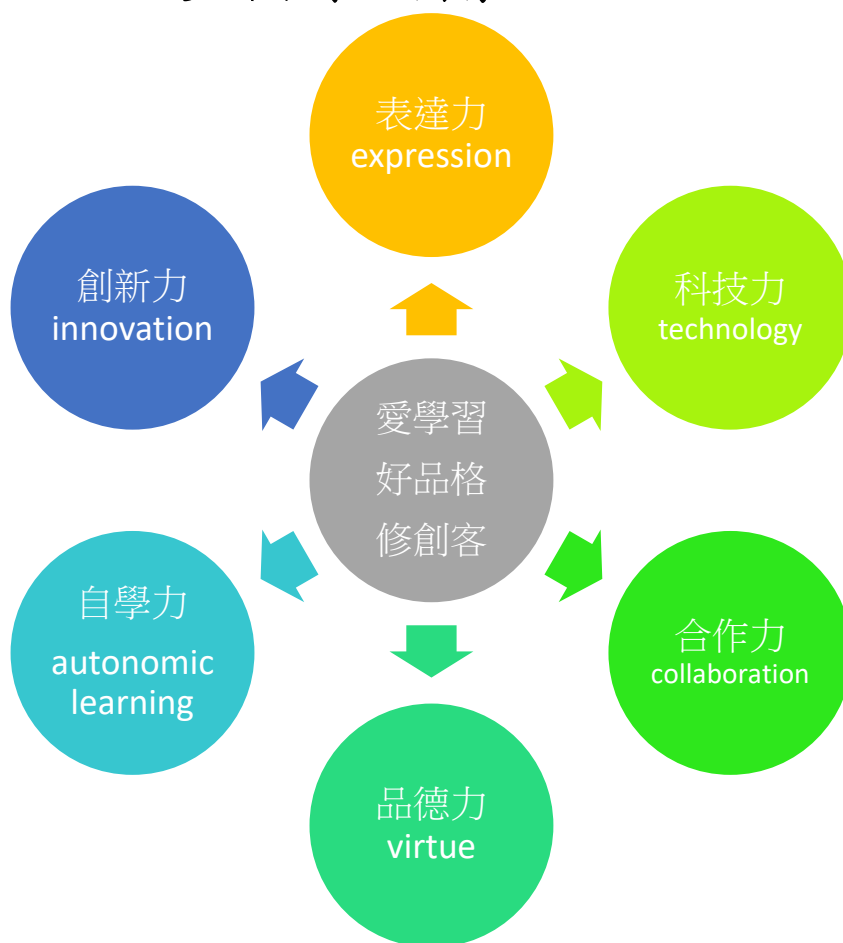 表達力
expression
科技力
technology
合作力
collaboration
品德力
virtue
自學力
autonomic
learning
創新力
innovation
愛學習
好品格
修創客